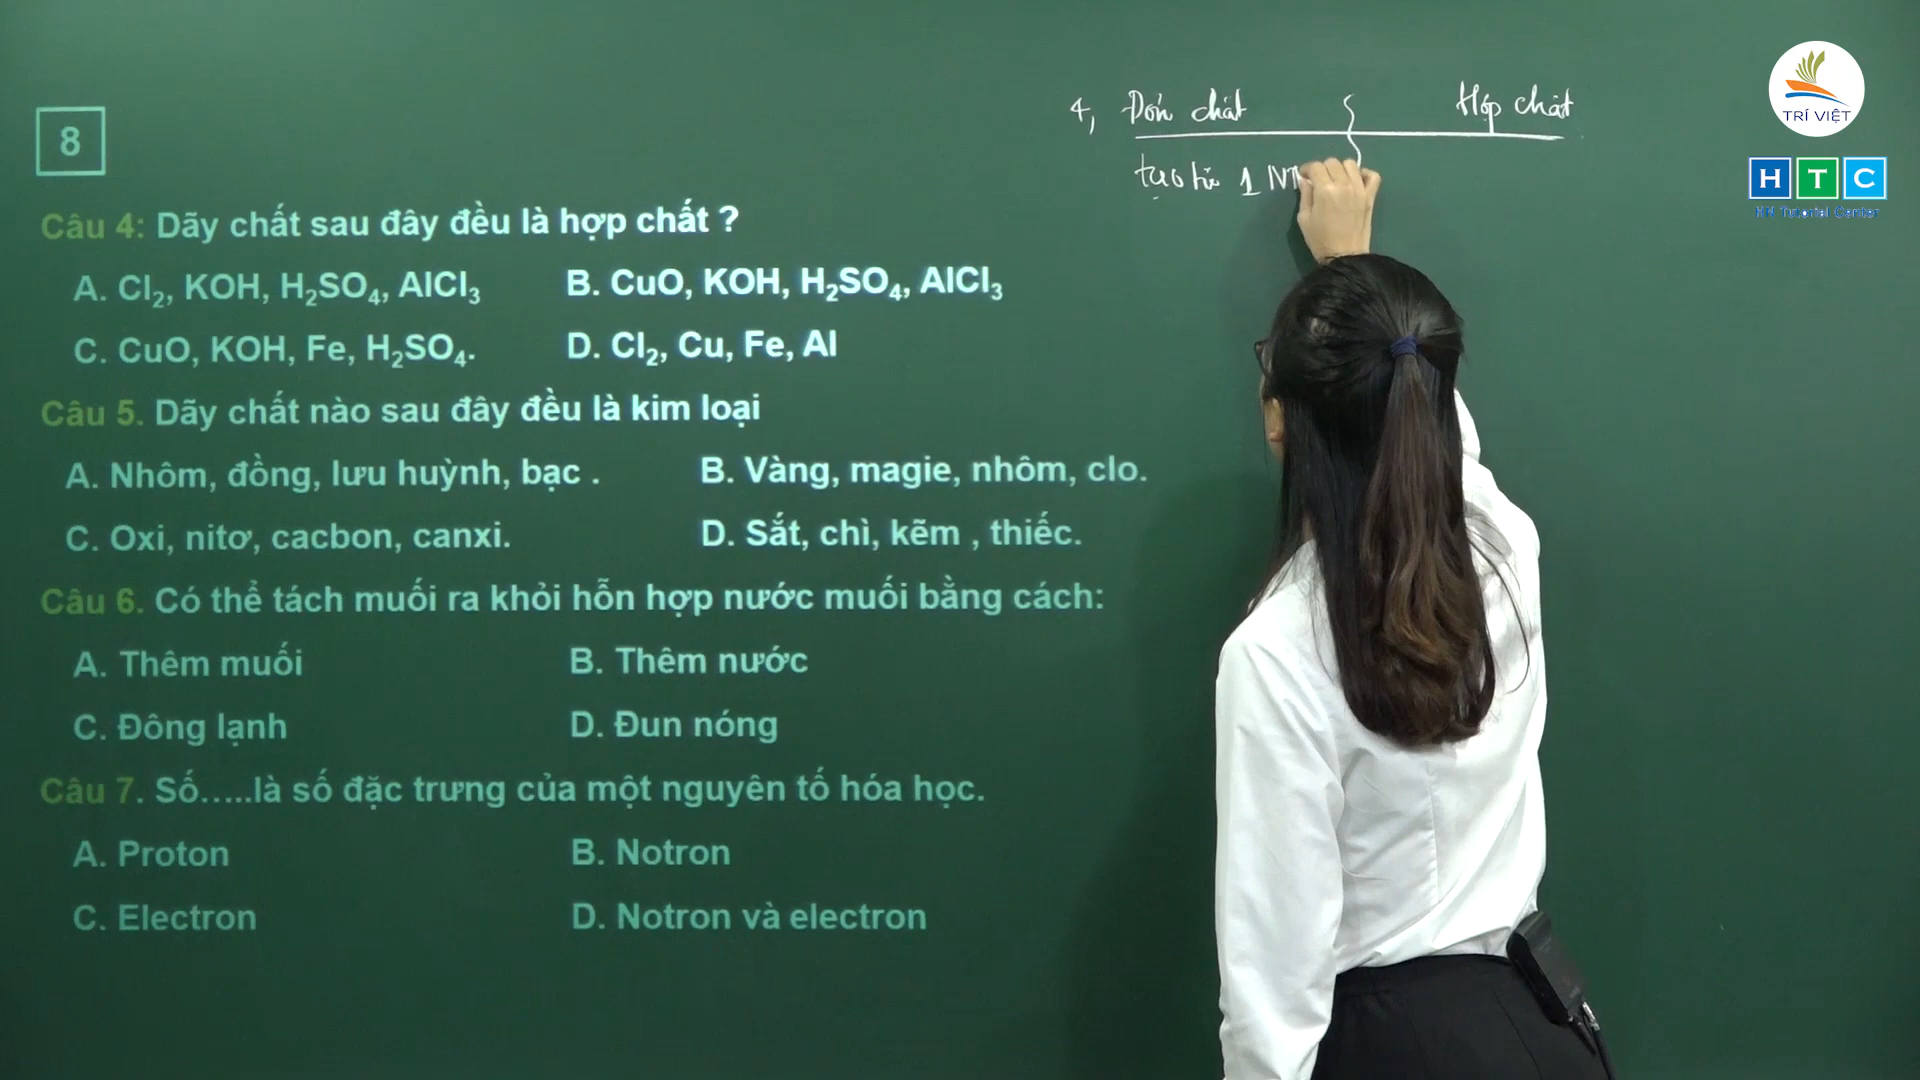 8
Câu 4: Dãy chất sau đây đều là hợp chất ?
A. Cl₂, KOH, H₂SO₄, AlCl₃ B. CuO, KOH, H₂SO₄, AlCl₃
C. CuO, KOH, Fe, H₂SO₄. D. Cl₂, Cu, Fe, Al
Câu 5. Dãy chất nào sau đây đều là kim loại
A. Nhôm, đồng, lưu huỳnh, bạc . B. Vàng, magie, nhôm, clo.
C. Oxi, nitơ, cacbon, canxi. D. Sắt, chì, kẽm , thiếc.
Câu 6. Có thể tách muối ra khỏi hỗn hợp nước muối bằng cách:
A. Thêm muối B. Thêm nước
C. Đông lạnh D. Đun nóng
Câu 7. Số.....là số đặc trưng của một nguyên tố hóa học.
A. Proton B. Notron
C. Electron D. Notron và electron
4, Đơn chất Hợp chất
tạo từ 1 NT
TRÍ VIỆT
HTC
HN Tutorial Center